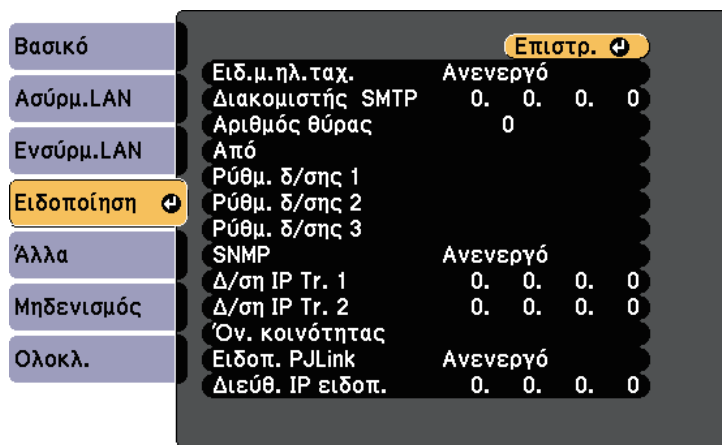 Βασικό
Ασύρμ.LAN
Ενσύρμ.LAN
Ειδοποίηση
Άλλα
Μηδενισμός
Ολοκλ.
Επιστρ.
Ειδ.μ.ηλ.ταχ. Ανενεργό
Διακομιστής SMTP 0. 0. 0. 0
Αριθμός θύρας 0
Από
Ρύθμ. δ/σης 1
Ρύθμ. δ/σης 2
Ρύθμ. δ/σης 3
SNMP Ανενεργό
Δ/ση IP Tr. 1 0. 0. 0. 0
Δ/ση IP Tr. 2 0. 0. 0. 0
Όν. κοινότητας
Ειδοπ. PJLink Ανενεργό
Διεύθ. IP ειδοπ. 0. 0. 0. 0